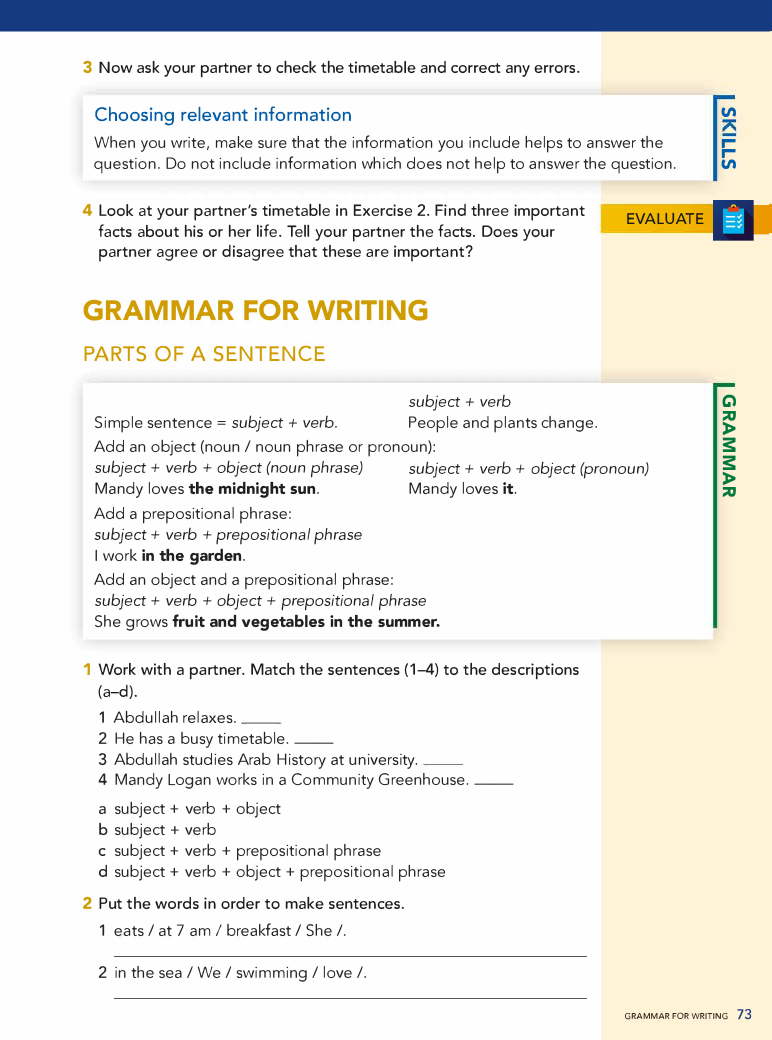 3 Now ask your partner to check the timetable and correct any errors.
Choosing relevant information
When you write, make sure that the information you include helps to answer the
question. Do not include information which does not help to answer the question.
SKILLS
4 Look at your partner's timetable in Exercise 2. Find three important
facts about his or her life. Tell your partner the facts. Does your
partner agree or disagree that these are important?
EVALUATE
GRAMMAR FOR WRITING
PARTS OF A SENTENCE
subject + verb
Simple sentence = subject + verb. People and plants change.
Add an object (noun / noun phrase or pronoun):
subject + verb + object (noun phrase) subject + verb + object (pronoun)
Mandy loves the midnight sun. Mandy loves it.
Add a prepositional phrase:
subject + verb + prepositional phrase
I work in the garden.
Add an object and a prepositional phrase:
subject + verb + object + prepositional phrase
She grows fruit and vegetables in the summer.
GRAMMAR
1 Work with a partner. Match the sentences (1–4) to the descriptions
(a–d).
1 Abdullah relaxes. _____
2 He has a busy timetable. _____
3 Abdullah studies Arab History at university. _____
4 Mandy Logan works in a Community Greenhouse. _____
a subject + verb + object
b subject + verb
c subject + verb + prepositional phrase
d subject + verb + object + prepositional phrase
2 Put the words in order to make sentences.
1 eats / at 7 am / breakfast / She /.
2 in the sea / We / swimming / love /.
GRAMMAR FOR WRITING 73